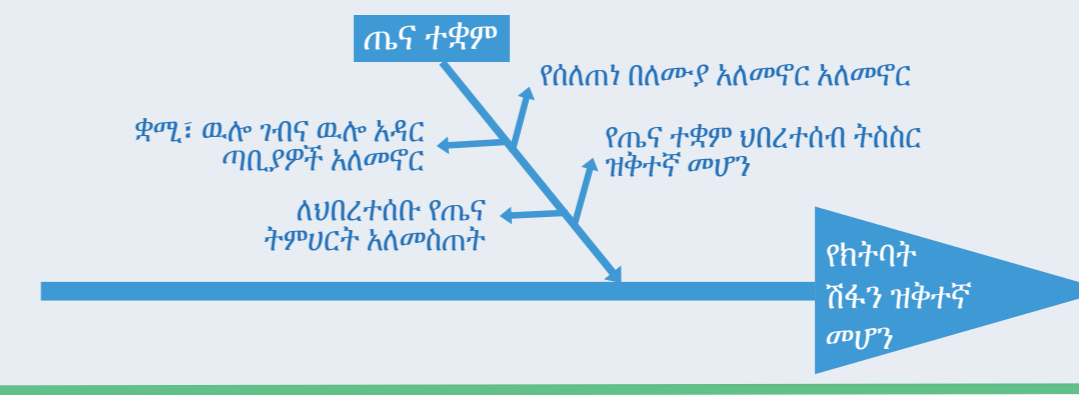 ጤና ተቋም
የሰለጠነ በለሙያ አለመኖር አለመኖር
ቋሚ፣ ዉሎ ገብና ዉሎ አዳር
ጣቢያዎች አለመኖር
የጤና ተቋም ህበረተሰብ ትስስር
ዝቅተኛ መሆን
ለህበረተሰቡ የጤና
ትምህርት አለመስጠት
የክትባት
ሽፋን ዝቅተኛ
መሆን